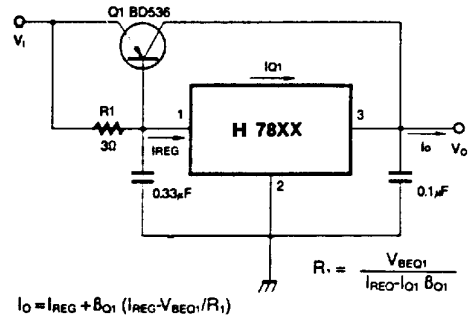 Q1 BD536
VI
IQ1
R1
3Ω
1
H 78XX
3
IREG
IO
VO
2
0.33μF
0.1μF
R1 = VBEQ1 / IREQ-IQ1 βQ1
IO = IREG + βQ1 (IREG-VBEQ1/R1)